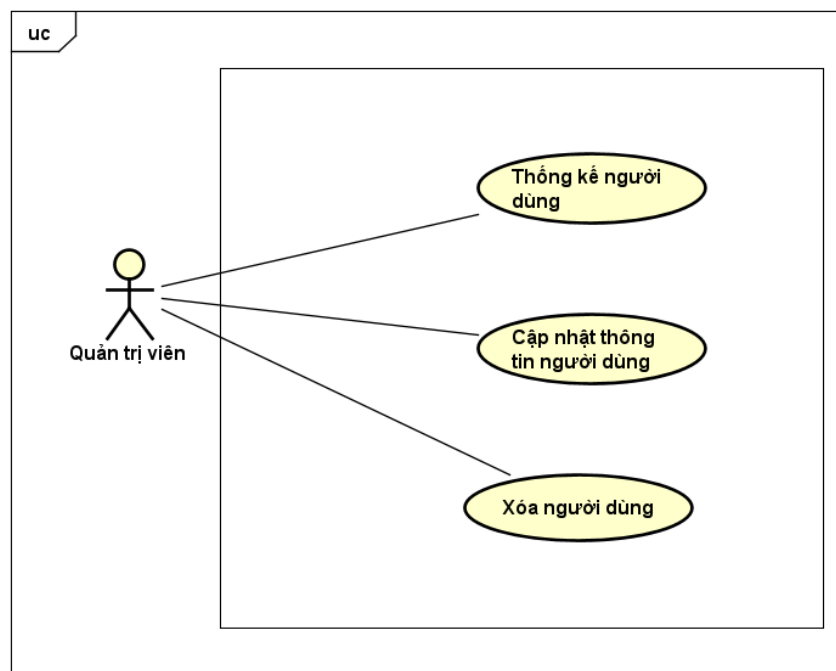 uc
Thống kế người
dùng
Quản trị viên
Cập nhật thông
tin người dùng
Xóa người dùng